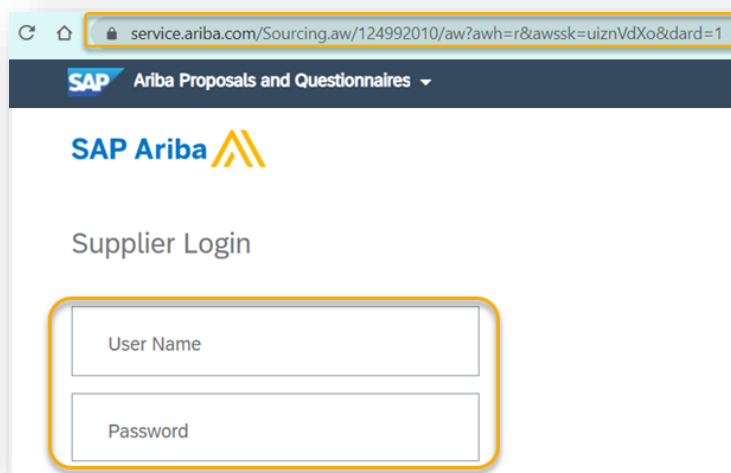 service.ariba.com/Sourcing.aw/124992010/aw?awh=r&awssk=uiznVdXo&dard=1
SAP Ariba Proposals and Questionnaires
SAP Ariba
Supplier Login
User Name
Password